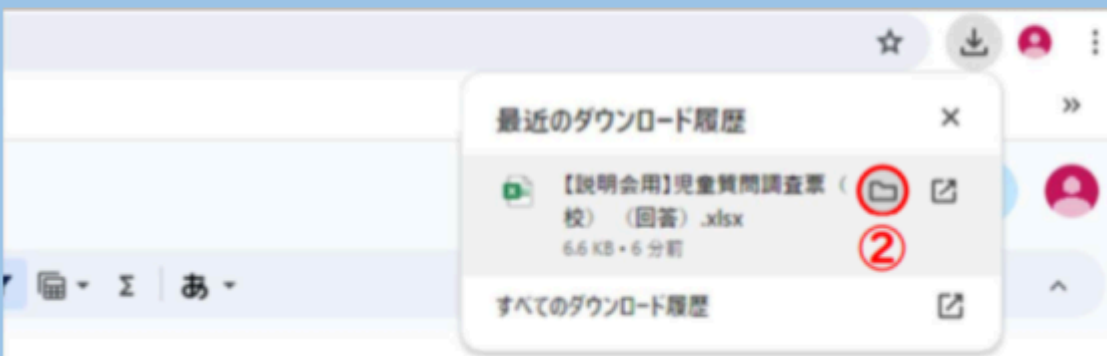 最近のダウンロード履歴
【説明会用】児童質問調査票（
校）　（回答）.xlsx
6.6 KB • 6 分前
②
Σ
あ
すべてのダウンロード履歴